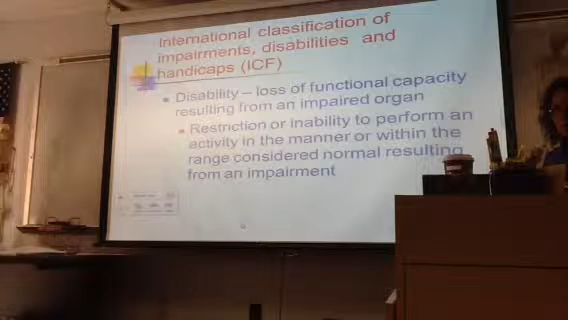 International classification of
impairments, disabilities and
handicaps (ICF)
Disability – loss of functional capacity
resulting from an impaired organ
Restriction or inability to perform an
activity in the manner or within the
range considered normal resulting
from an impairment